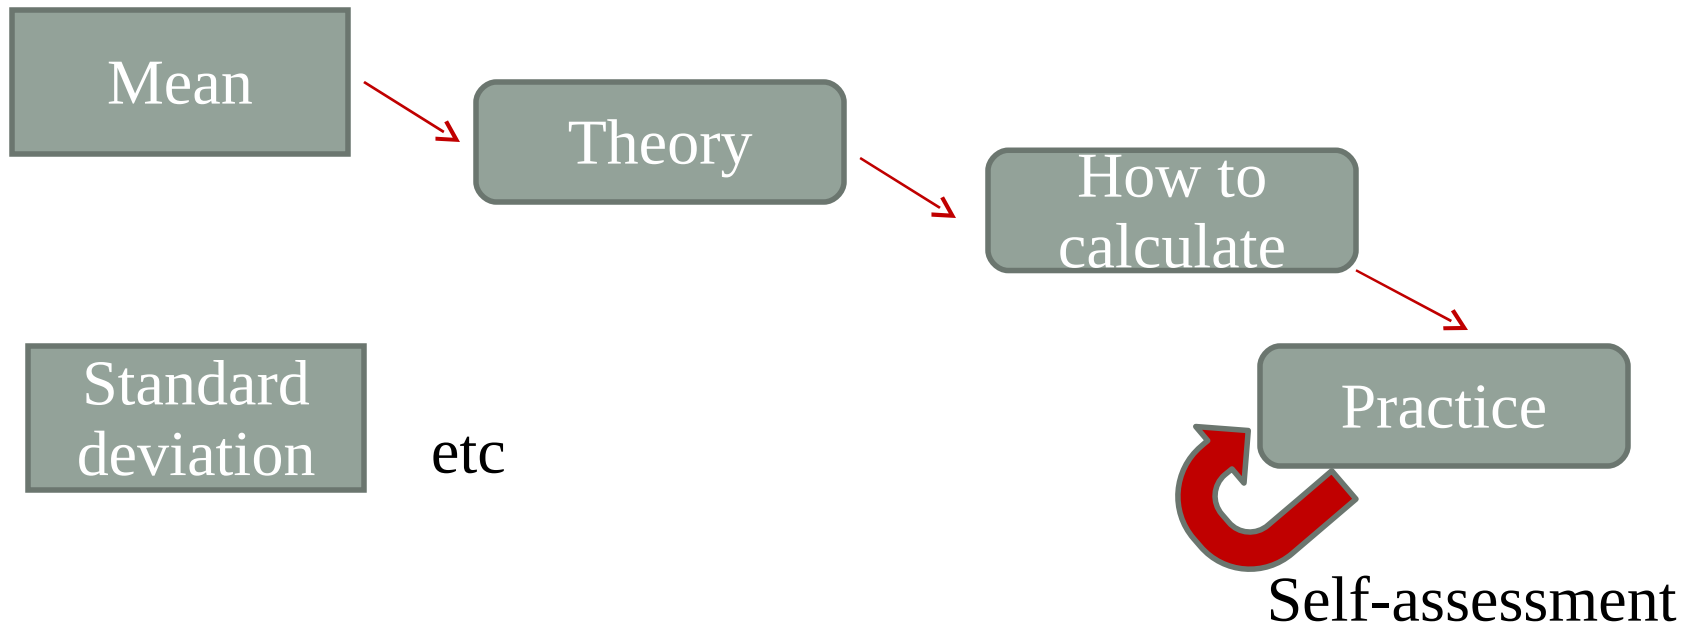 Mean
Theory
How to
calculate
Practice
Standard
deviation
etc
Self-assessment